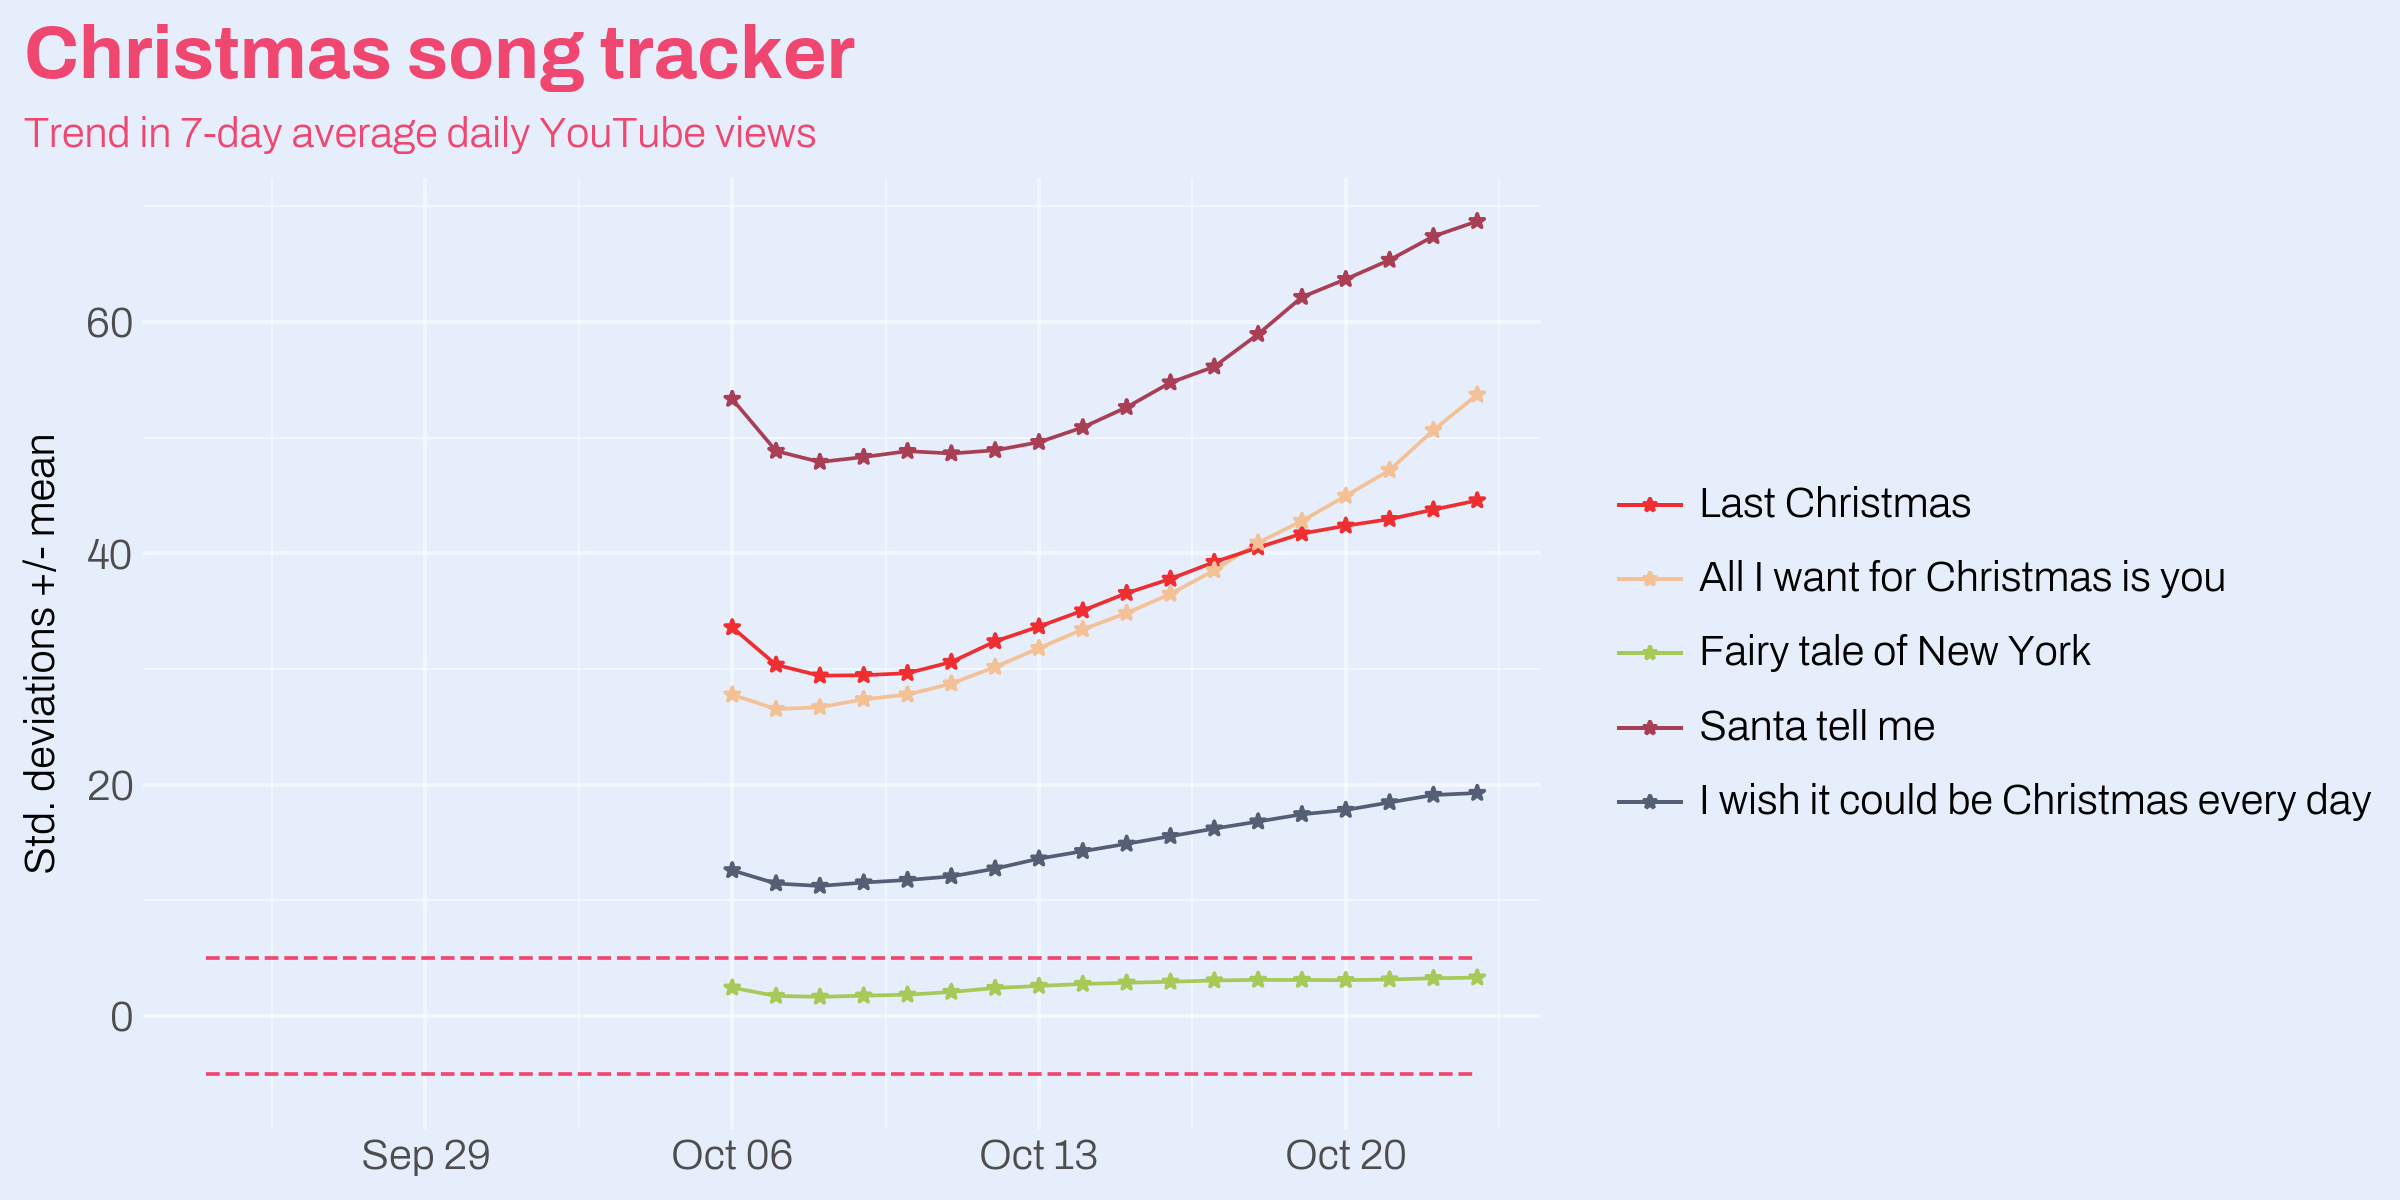 Christmas song tracker
Trend in 7-day average daily YouTube views
Std. deviations +/- mean
60
40
20
0
Sep 29
Oct 06
Oct 13
Oct 20
Last Christmas
All I want for Christmas is you
Fairy tale of New York
Santa tell me
I wish it could be Christmas every day